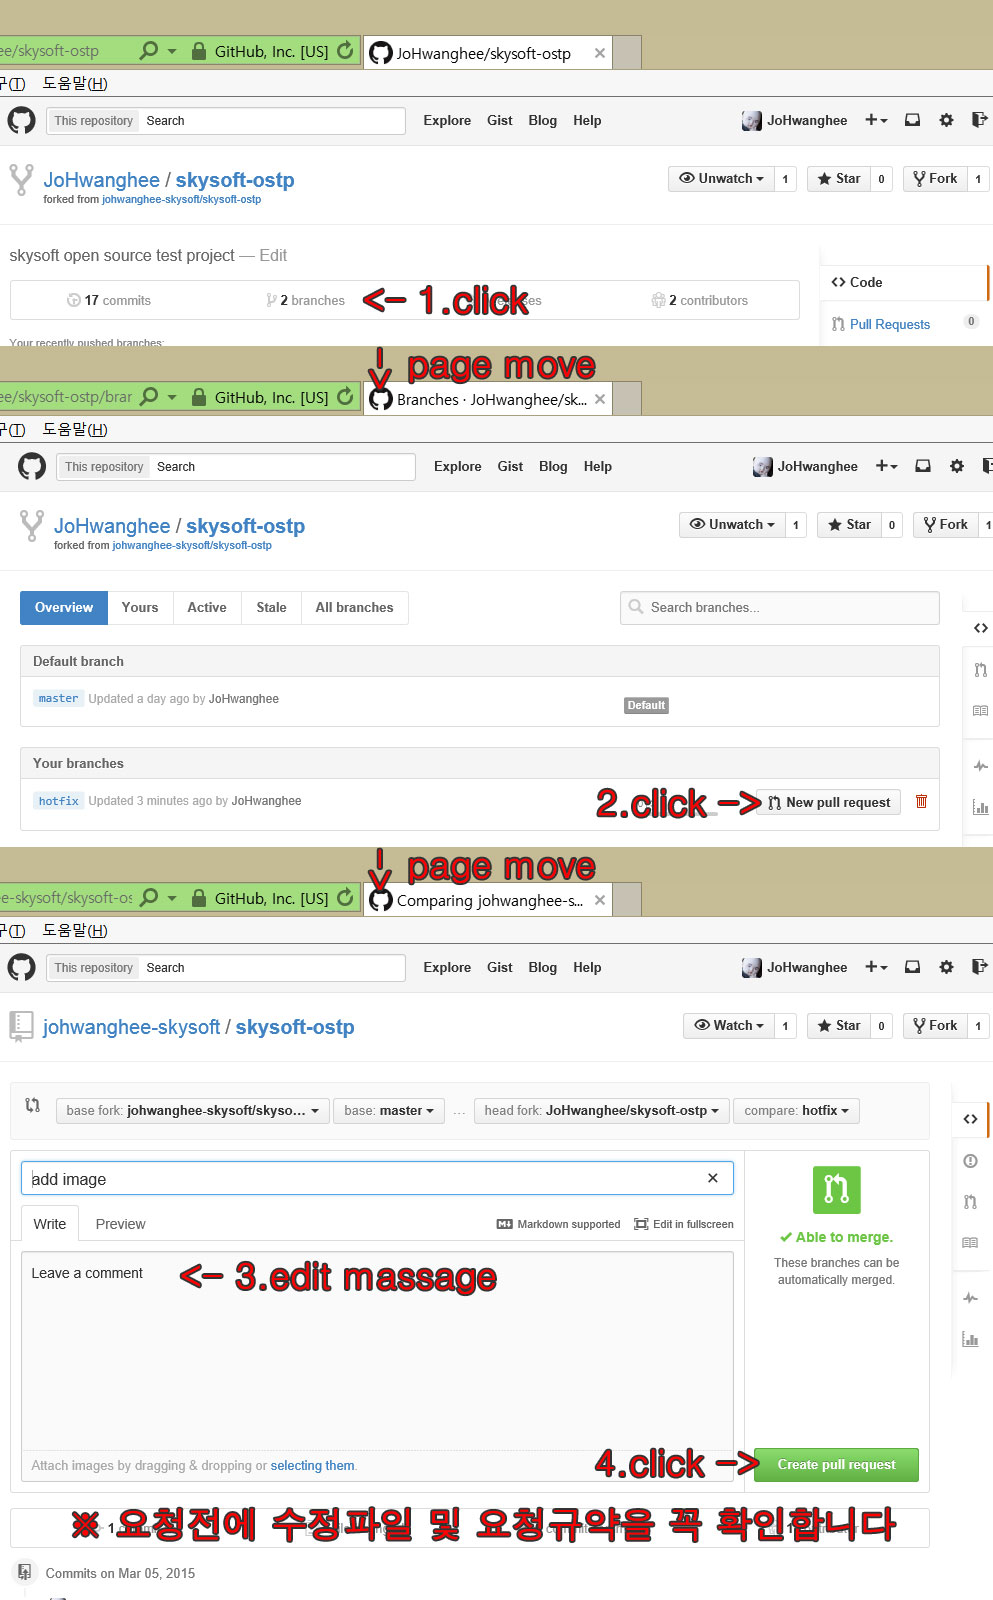 ee/skysoft-ostp GitHub, Inc. [US] JoHwanghee/skysoft-ostp
구(T) 도움말(H)
This repository Search Explore Gist Blog Help JoHwanghee
JoHwanghee / skysoft-ostp Unwatch 1 Star 0 Fork 1
forked from johwanghee-skysoft/skysoft-ostp
skysoft open source test project — Edit
Code
17 commits 2 branches <- 1.click 2 contributors
Pull Requests 0
Your recently pushed branches:
page move
ee/skysoft-ostp/brar GitHub, Inc. [US] Branches · JoHwanghee/sk...
구(T) 도움말(H)
This repository Search Explore Gist Blog Help JoHwanghee
JoHwanghee / skysoft-ostp Unwatch 1 Star 0 Fork 1
forked from johwanghee-skysoft/skysoft-ostp
Overview Yours Active Stale All branches Search branches...
Default branch
master Updated a day ago by JoHwanghee Default
Your branches
hotfix Updated 3 minutes ago by JoHwanghee 2.click -> New pull request
page move
e-skysoft/skysoft-os GitHub, Inc. [US] Comparing johwanghee-s...
구(T) 도움말(H)
This repository Search Explore Gist Blog Help JoHwanghee
johwanghee-skysoft / skysoft-ostp Watch 1 Star 0 Fork 1
base fork: johwanghee-skysoft/skyso... base: master ... head fork: JoHwanghee/skysoft-ostp compare: hotfix
add image
Write Preview Markdown supported Edit in fullscreen
Able to merge.
These branches can be
automatically merged.
Leave a comment <- 3.edit massage
Attach images by dragging & dropping or selecting them. 4.click -> Create pull request
※ 요청전에 수정파일 및 요청규약을 꼭 확인합니다
Commits on Mar 05, 2015